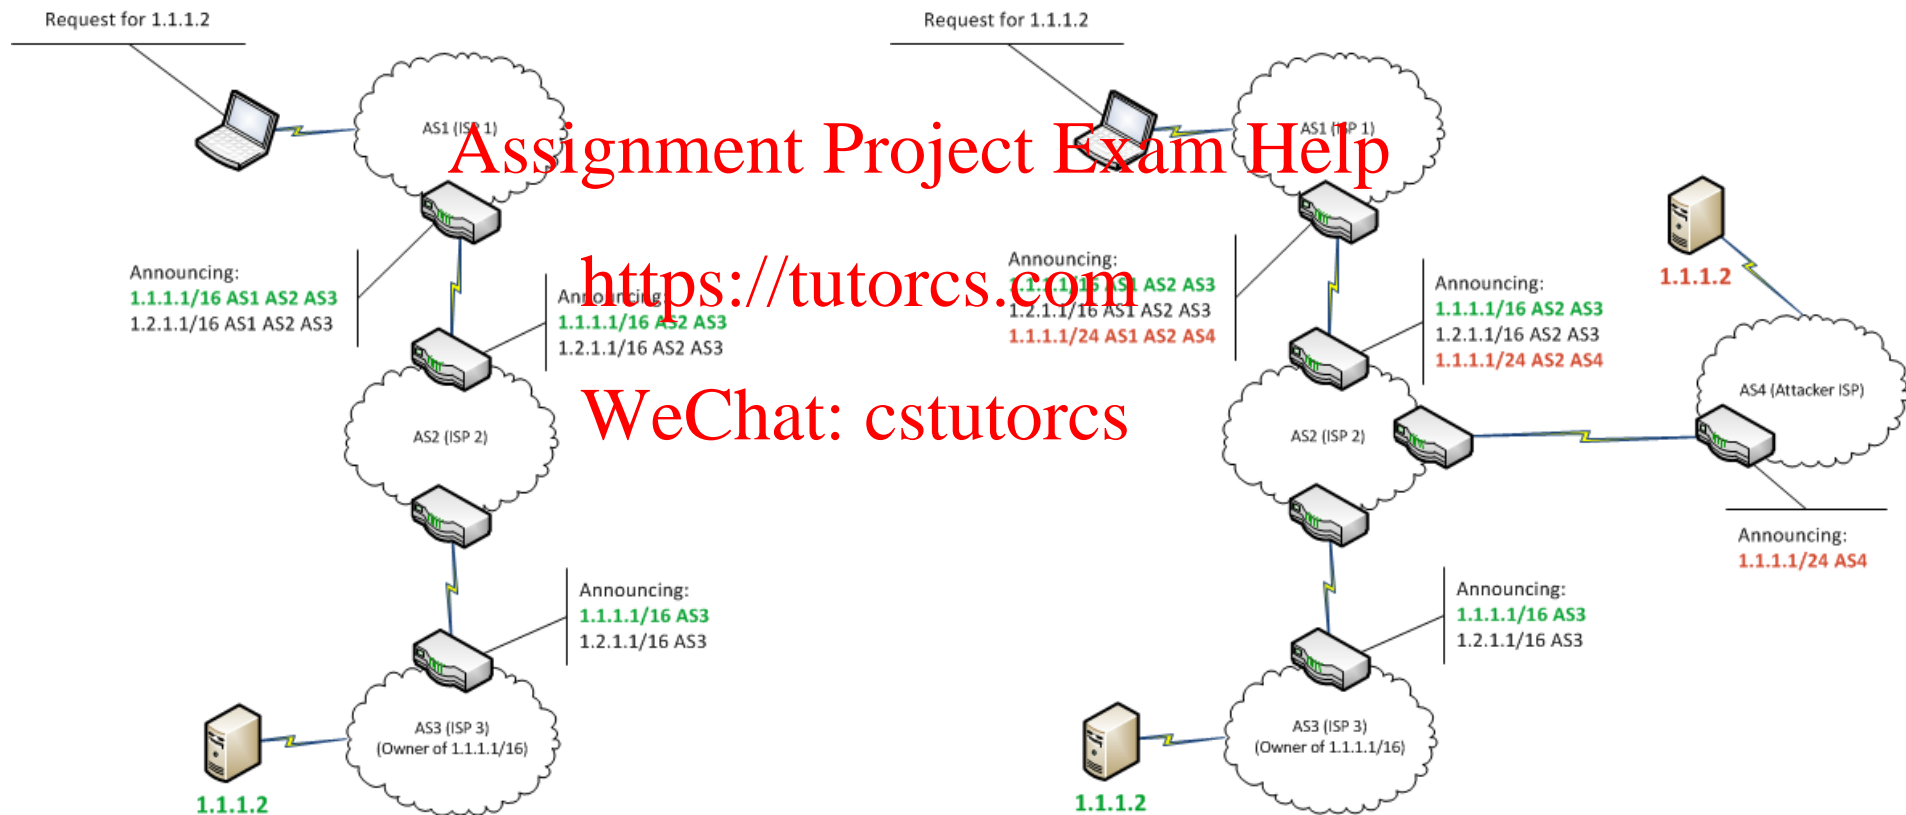 Request for 1.1.1.2
AS1 (ISP 1)
Announcing:
1.1.1.1/16 AS1 AS2 AS3
1.2.1.1/16 AS1 AS2 AS3
Announcing:
1.1.1.1/16 AS2 AS3
1.2.1.1/16 AS2 AS3
AS2 (ISP 2)
Announcing:
1.1.1.1/16 AS3
1.2.1.1/16 AS3
AS3 (ISP 3)
(Owner of 1.1.1.1/16)
1.1.1.2
Assignment Project Exam Help
https://tutorcs.com
WeChat: cstutorcs
Request for 1.1.1.2
AS1 (ISP 1)
Announcing:
1.1.1.1/16 AS1 AS2 AS3
1.2.1.1/16 AS1 AS2 AS3
1.1.1.1/24 AS1 AS2 AS4
Announcing:
1.1.1.1/16 AS2 AS3
1.2.1.1/16 AS2 AS3
1.1.1.1/24 AS2 AS4
1.1.1.2
AS4 (Attacker ISP)
AS2 (ISP 2)
Announcing:
1.1.1.1/24 AS4
Announcing:
1.1.1.1/16 AS3
1.2.1.1/16 AS3
AS3 (ISP 3)
(Owner of 1.1.1.1/16)
1.1.1.2